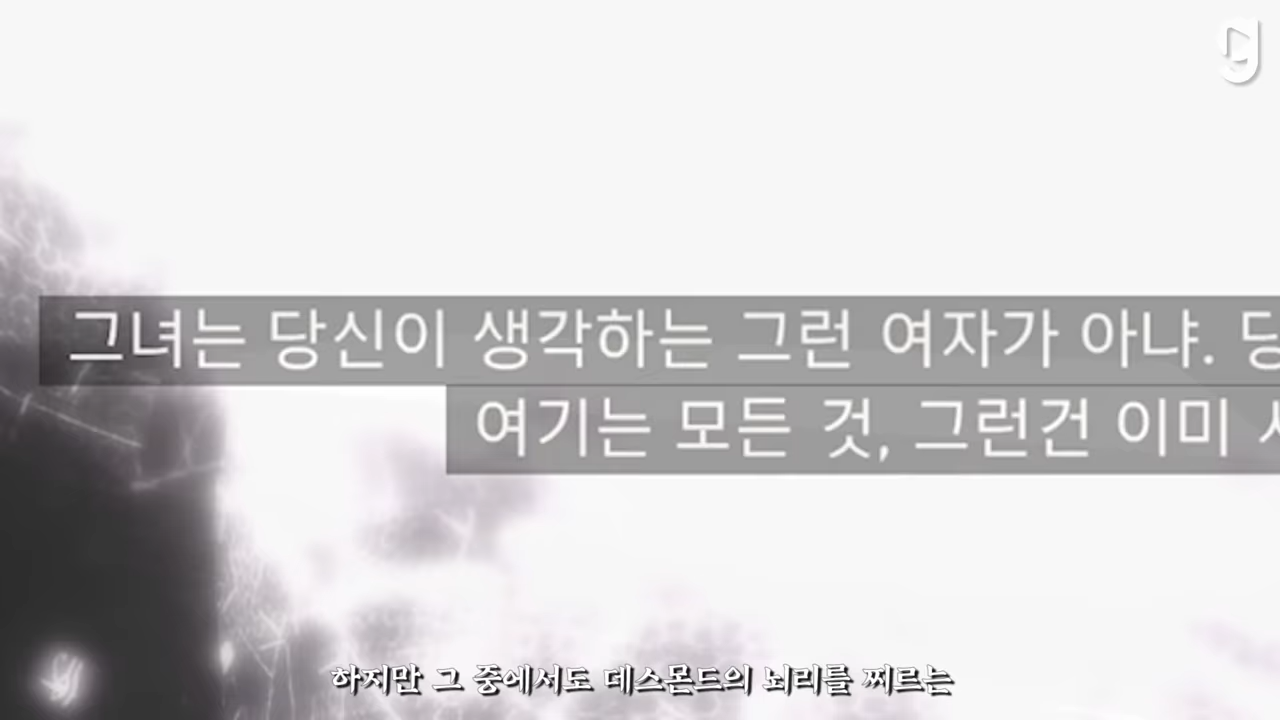 그녀는 당신이 생각하는 그런 여자가 아냐.
여기는 모든 것, 그런건 이미
하지만 그 중에서도 데스몬드의 뇌리를 찌르는